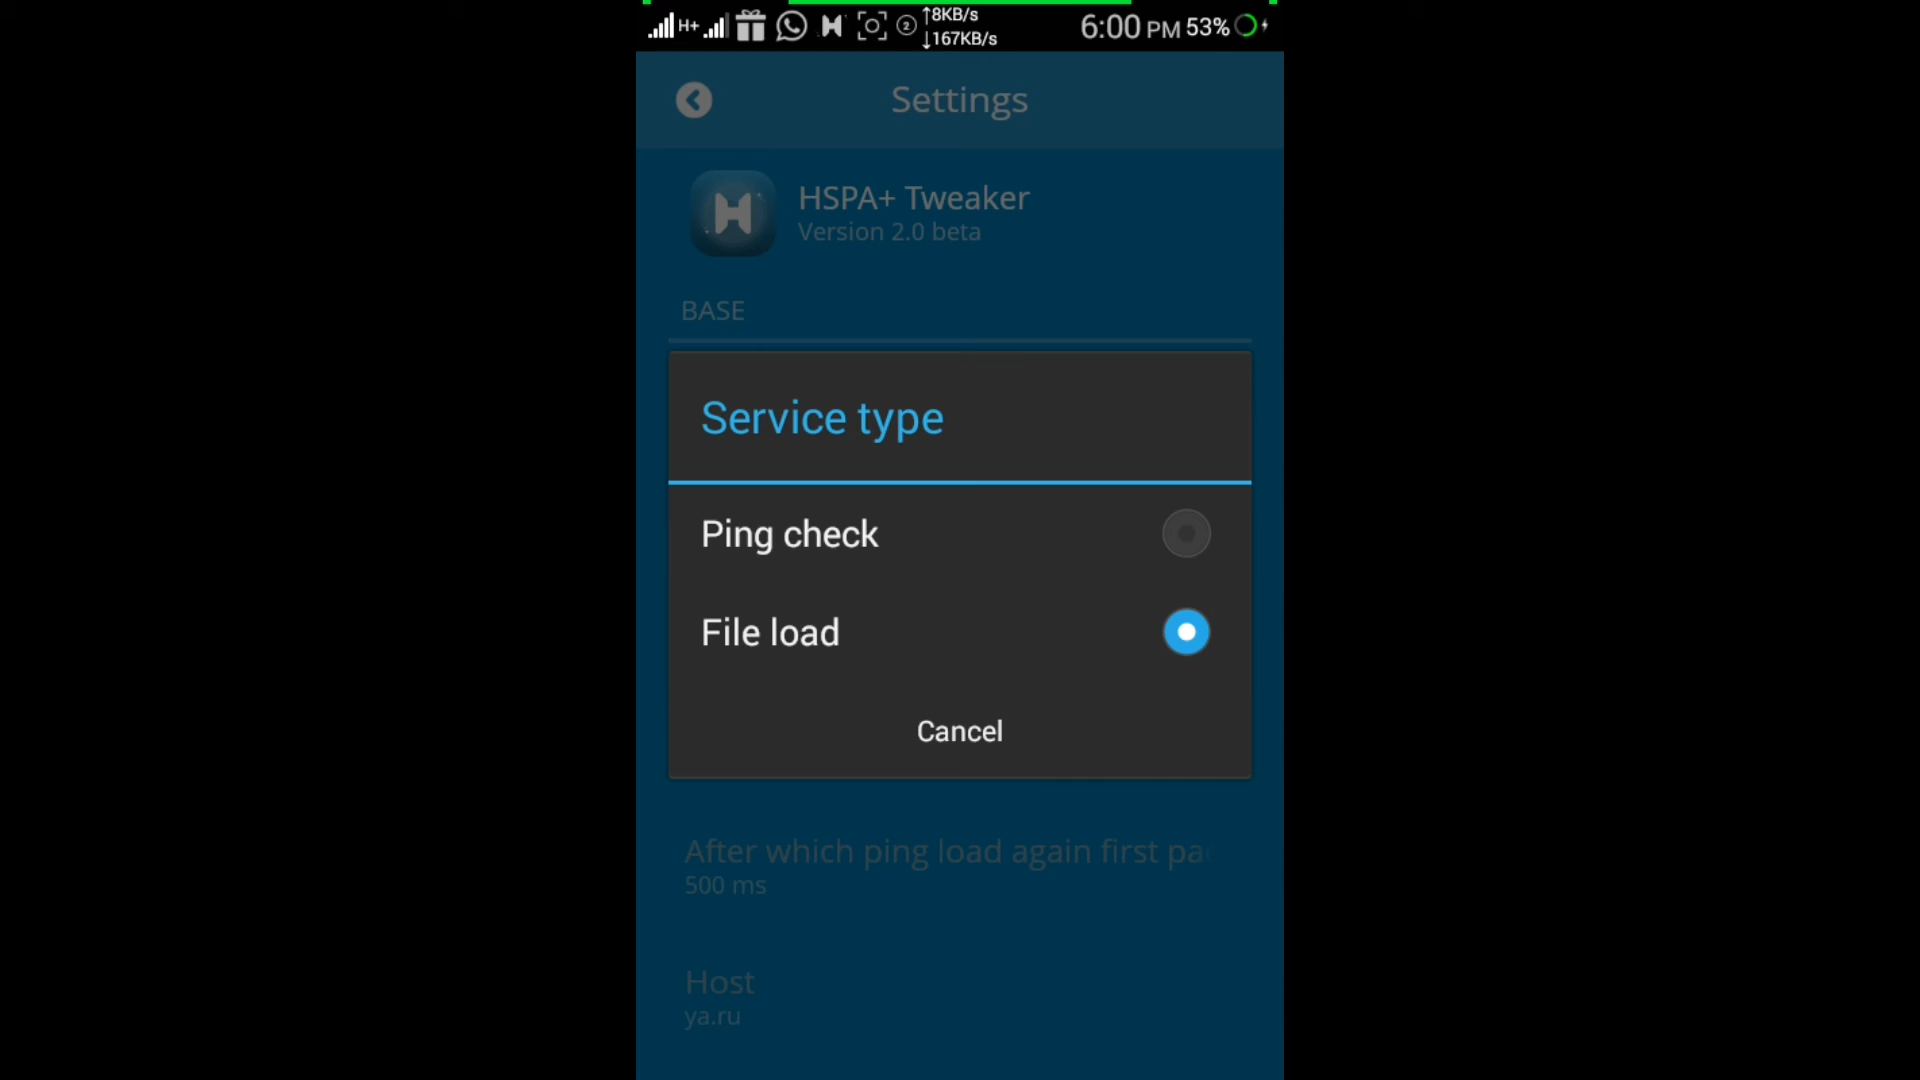 H+ 2 ↑8KB/s ↓167KB/s 6:00 PM 53%
Settings
HSPA+ Tweaker
Version 2.0 beta
BASE
Service type
Ping check
File load
Cancel
After which ping load again first pa
500 ms
Host
ya.ru